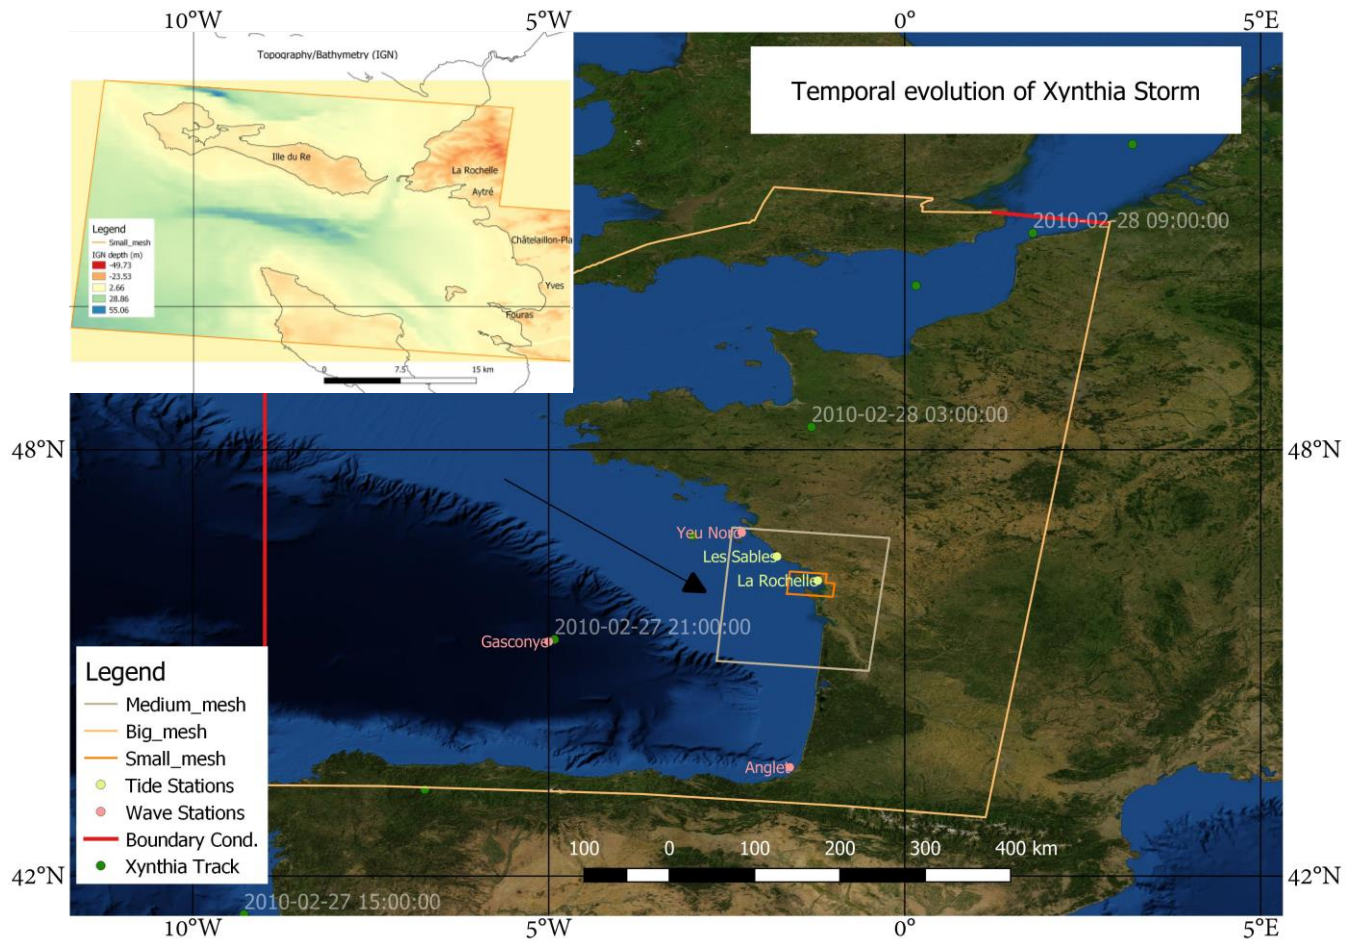 10°W
5°W
0°
5°E
Topography/Bathymetry (IGN)
Temporal evolution of Xynthia Storm
Ille du Re
La Rochelle
Aytré
Châtelaillon-Pla
Yves
Fouras
Legend
Small_mesh
IGN depth (m)
-49.73
-23.53
2.66
28.86
55.06
0
7.5
15 km
2010-02-28 09:00:00
2010-02-28 03:00:00
48°N
48°N
Yeu Nord
Les Sables
La Rochelle
2010-02-27 21:00:00
Gasconye
Anglet
Legend
Medium_mesh
Big_mesh
Small_mesh
Tide Stations
Wave Stations
Boundary Cond.
Xynthia Track
100 0 100 200 300 400 km
42°N
42°N
2010-02-27 15:00:00
10°W
5°W
0°
5°E